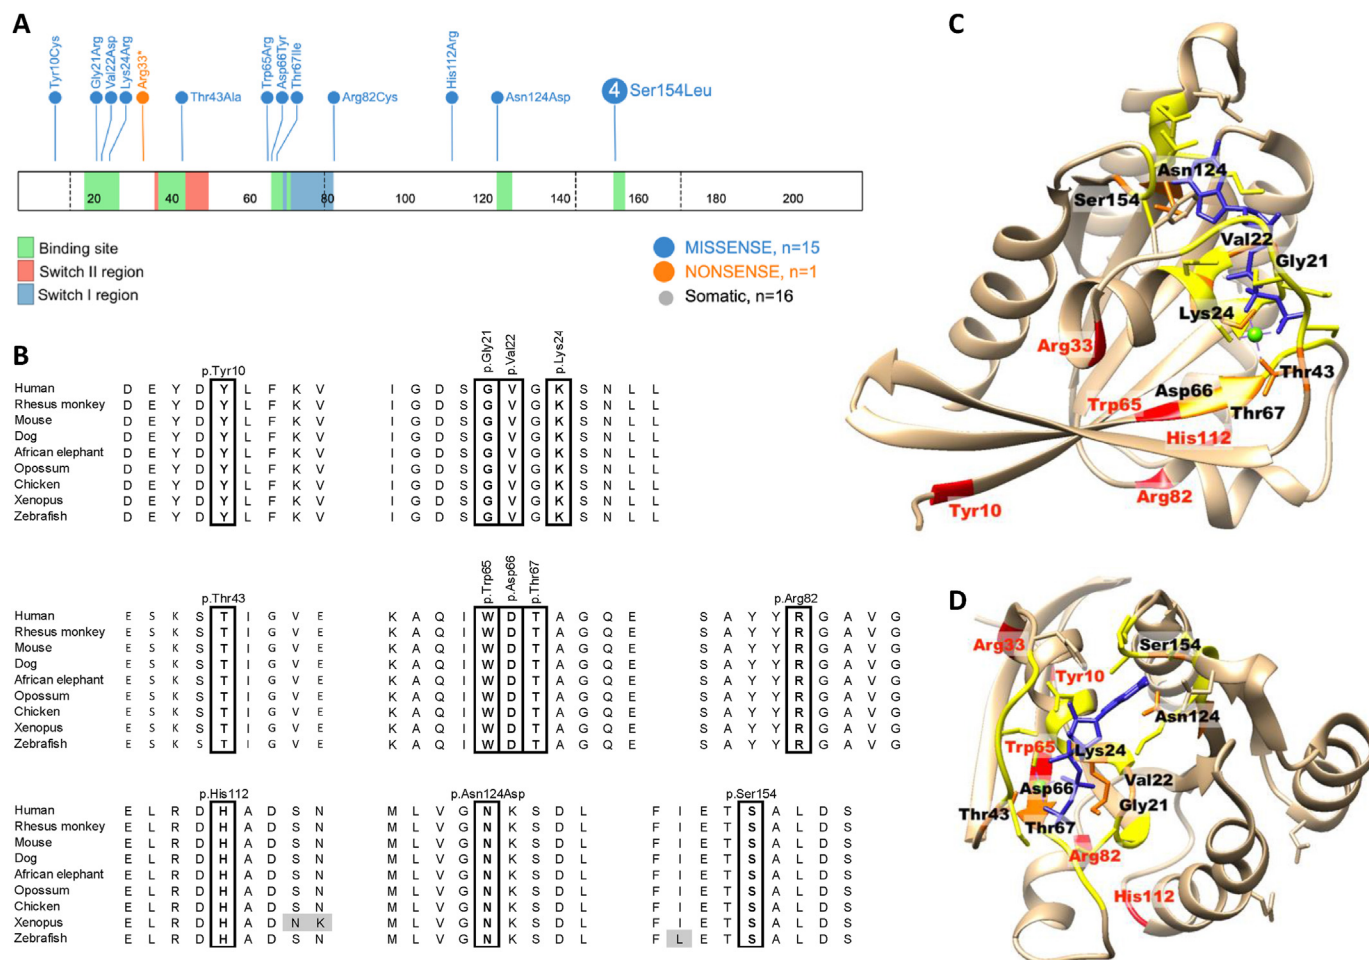 A
Tyr10Cys
Gly21Arg
Val22Asp
Lys24Arg
Arg33*
Thr43Ala
Trp65Arg
Asp66Tyr
Thr67Ile
Arg82Cys
His112Arg
Asn124Asp
4 Ser154Leu
20 40 60 80 100 120 140 160 180 200
Binding site
Switch II region
Switch I region
MISSENSE, n=15
NONSENSE, n=1
Somatic, n=16
B
p.Tyr10 p.Gly21 p.Val22 p.Lys24
Human D E Y D Y L F K V I G D S G V G K S N L L
Rhesus monkey D E Y D Y L F K V I G D S G V G K S N L L
Mouse D E Y D Y L F K V I G D S G V G K S N L L
Dog D E Y D Y L F K V I G D S G V G K S N L L
African elephant D E Y D Y L F K V I G D S G V G K S N L L
Opossum D E Y D Y L F K V I G D S G V G K S N L L
Chicken D E Y D Y L F K V I G D S G V G K S N L L
Xenopus D E Y D Y L F K V I G D S G V G K S N L L
Zebrafish D E Y D Y L F K V I G D S G V G K S N L L
p.Thr43 p.Trp65 p.Asp66 p.Thr67 p.Arg82
Human E S K S T I G V E K A Q I W D T A G Q E S A Y Y R G A V G
Rhesus monkey E S K S T I G V E K A Q I W D T A G Q E S A Y Y R G A V G
Mouse E S K S T I G V E K A Q I W D T A G Q E S A Y Y R G A V G
Dog E S K S T I G V E K A Q I W D T A G Q E S A Y Y R G A V G
African elephant E S K S T I G V E K A Q I W D T A G Q E S A Y Y R G A V G
Opossum E S K S T I G V E K A Q I W D T A G Q E S A Y Y R G A V G
Chicken E S K S T I G V E K A Q I W D T A G Q E S A Y Y R G A V G
Xenopus E S K S T I G V E K A Q I W D T A G Q E S A Y Y R G A V G
Zebrafish E S K S T I G V E K A Q I W D T A G Q E S A Y Y R G A V G
p.His112 p.Asn124Asp p.Ser154
Human E L R D H A D S N M L V G N K S D L F I E T S A L D S
Rhesus monkey E L R D H A D S N M L V G N K S D L F I E T S A L D S
Mouse E L R D H A D S N M L V G N K S D L F I E T S A L D S
Dog E L R D H A D S N M L V G N K S D L F I E T S A L D S
African elephant E L R D H A D S N M L V G N K S D L F I E T S A L D S
Opossum E L R D H A D S N M L V G N K S D L F I E T S A L D S
Chicken E L R D H A D S N M L V G N K S D L F I E T S A L D S
Xenopus E L R D H A D N K M L V G N K S D L F I E T S A L D S
Zebrafish E L R D H A D S N M L V G N K S D L F L E T S A L D S
C
Asn124
Ser154
Val22
Gly21
Lys24
Arg33
Thr43
Asp66
Trp65
Thr67
His112
Arg82
Tyr10
D
Arg33
Ser154
Tyr10
Asn124
Trp65
Lys24
Val22
Asp66
Gly21
Thr43
Thr67
Arg82
His112